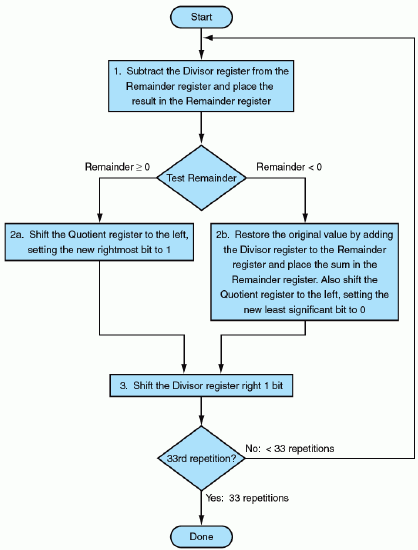 Start
1. Subtract the Divisor register from the
Remainder register and place the
result in the Remainder register
Remainder ≥ 0
Test Remainder
Remainder < 0
2a. Shift the Quotient register to the left,
setting the new rightmost bit to 1
2b. Restore the original value by adding
the Divisor register to the Remainder
register and place the sum in the
Remainder register. Also shift the
Quotient register to the left, setting the
new least significant bit to 0
3. Shift the Divisor register right 1 bit
33rd repetition?
No: < 33 repetitions
Yes: 33 repetitions
Done